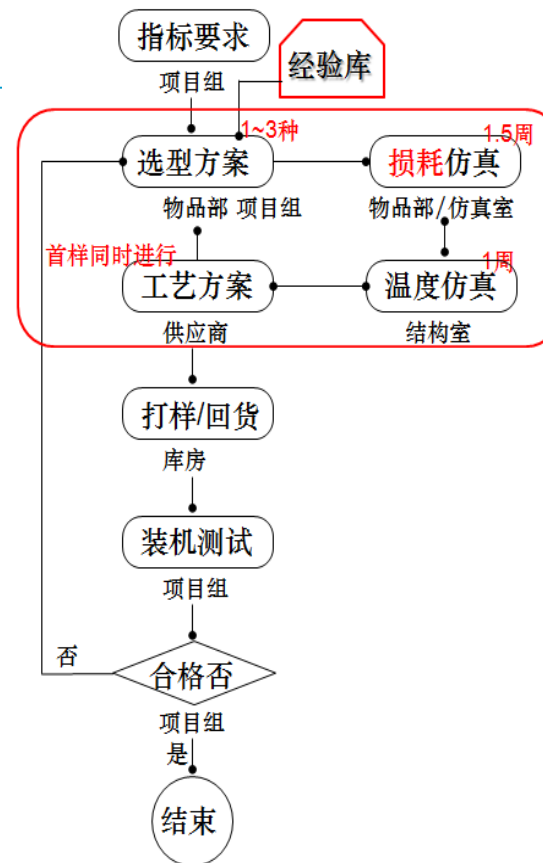 指标要求
经验库
项目组
1~3种
1.5周
选型方案
损耗仿真
物品部 项目组
物品部/仿真室
首样同时进行
1周
工艺方案
温度仿真
供应商
结构室
打样/回货
库房
装机测试
项目组
否
合格否
项目组
是
结束